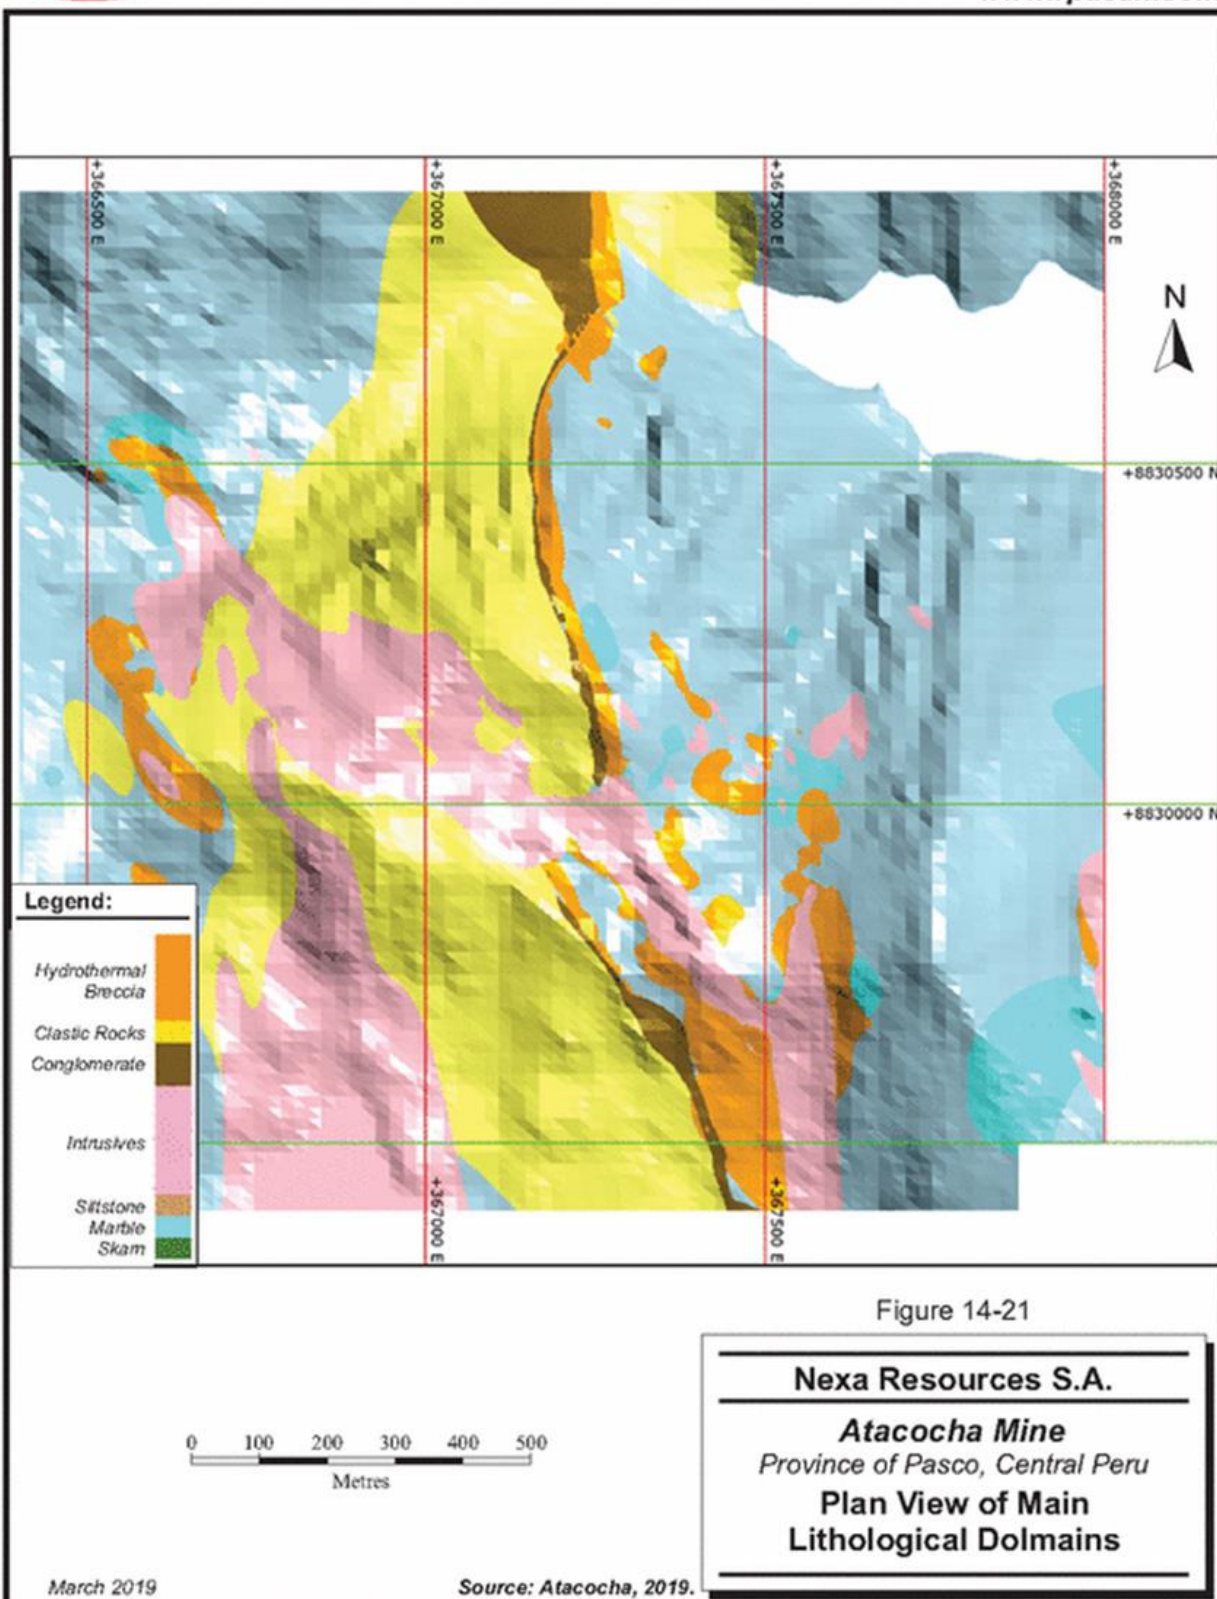 +366500 E
+367000 E
+367500 E
+368000 E
N
+8830500 N
+8830000 N
Legend:
Hydrothermal
Breccia
Clastic Rocks
Conglomerate
Intrusives
Siltstone
Marble
Skarn
+367000 E
+367500 E
Figure 14-21
Nexa Resources S.A.
Atacocha Mine
Province of Pasco, Central Peru
Plan View of Main
Lithological Dolmains
0 100 200 300 400 500
Metres
March 2019
Source: Atacocha, 2019.